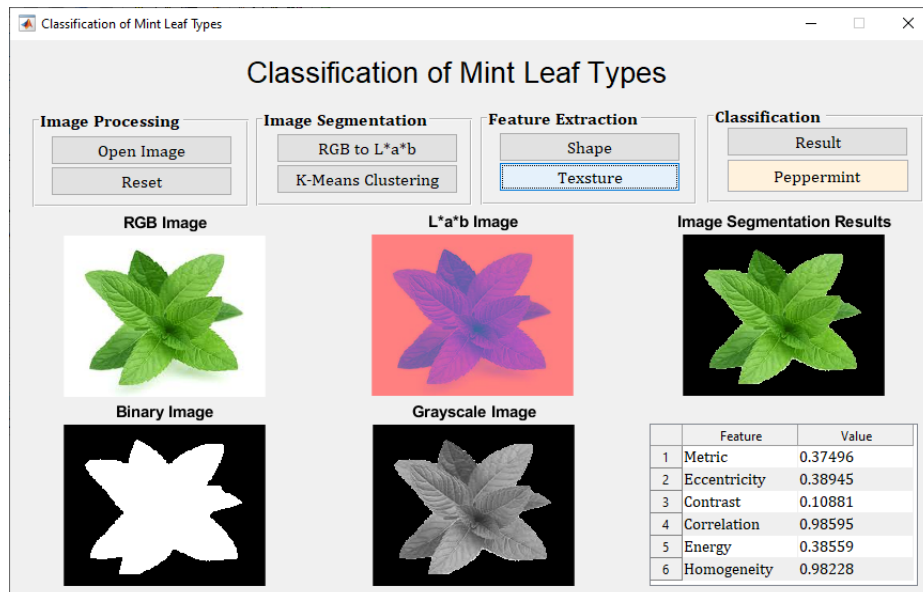 Classification of Mint Leaf Types
Classification of Mint Leaf Types
Image Processing
Open Image
Reset
Image Segmentation
RGB to L*a*b
K-Means Clustering
Feature Extraction
Shape
Texsture
Classification
Result
Peppermint
RGB Image
L*a*b Image
Image Segmentation Results
Binary Image
Grayscale Image
Feature Value
1 Metric 0.37496
2 Eccentricity 0.38945
3 Contrast 0.10881
4 Correlation 0.98595
5 Energy 0.38559
6 Homogeneity 0.98228